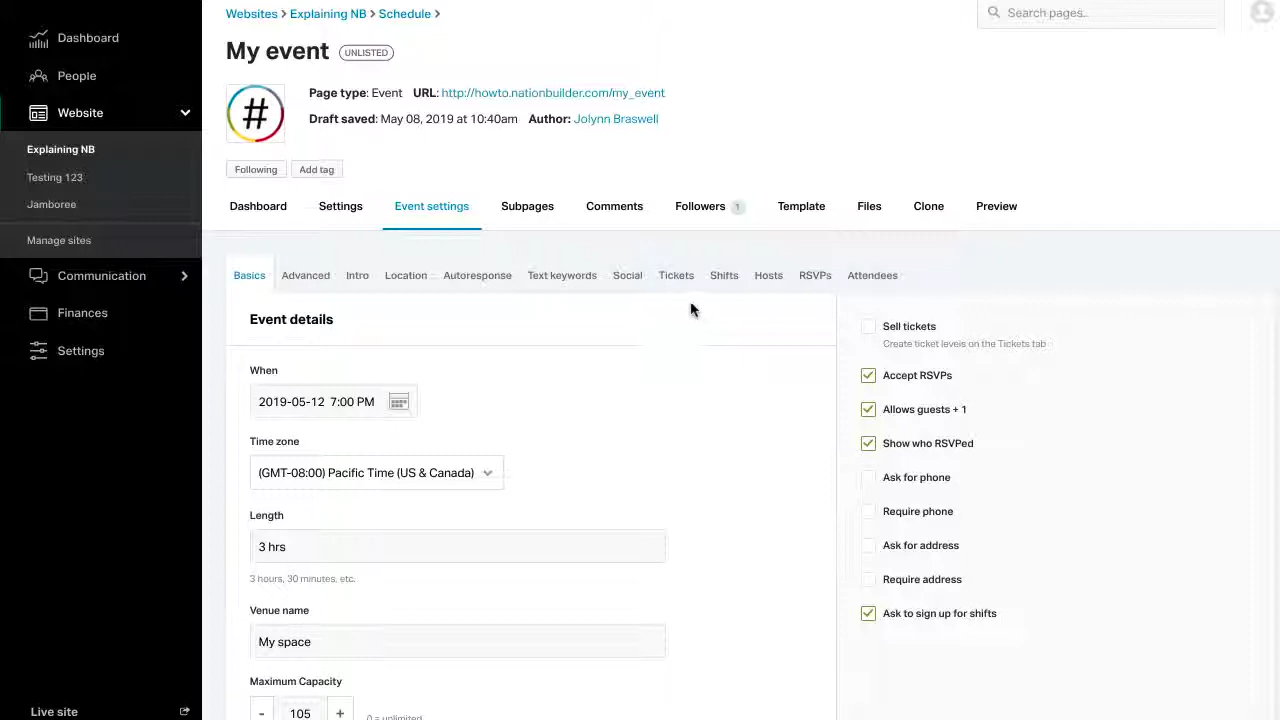 Dashboard
People
Website
Explaining NB
Testing 123
Jamboree
Manage sites
Communication
Finances
Settings
Live site
Websites > Explaining NB > Schedule >
Search pages..
My event UNLISTED
#
Page type: Event URL: http://howto.nationbuilder.com/my_event
Draft saved: May 08, 2019 at 10:40am Author: Jolynn Braswell
Following Add tag
Dashboard Settings Event settings Subpages Comments Followers 1 Template Files Clone Preview
Basics Advanced Intro Location Autoresponse Text keywords Social Tickets Shifts Hosts RSVPs Attendees
Event details
When
2019-05-12 7:00 PM
Time zone
(GMT-08:00) Pacific Time (US & Canada)
Length
3 hrs
3 hours, 30 minutes, etc.
Venue name
My space
Maximum Capacity
- 105 + 0 = unlimited
Sell tickets
Create ticket levels on the Tickets tab
Accept RSVPs
Allows guests + 1
Show who RSVPed
Ask for phone
Require phone
Ask for address
Require address
Ask to sign up for shifts